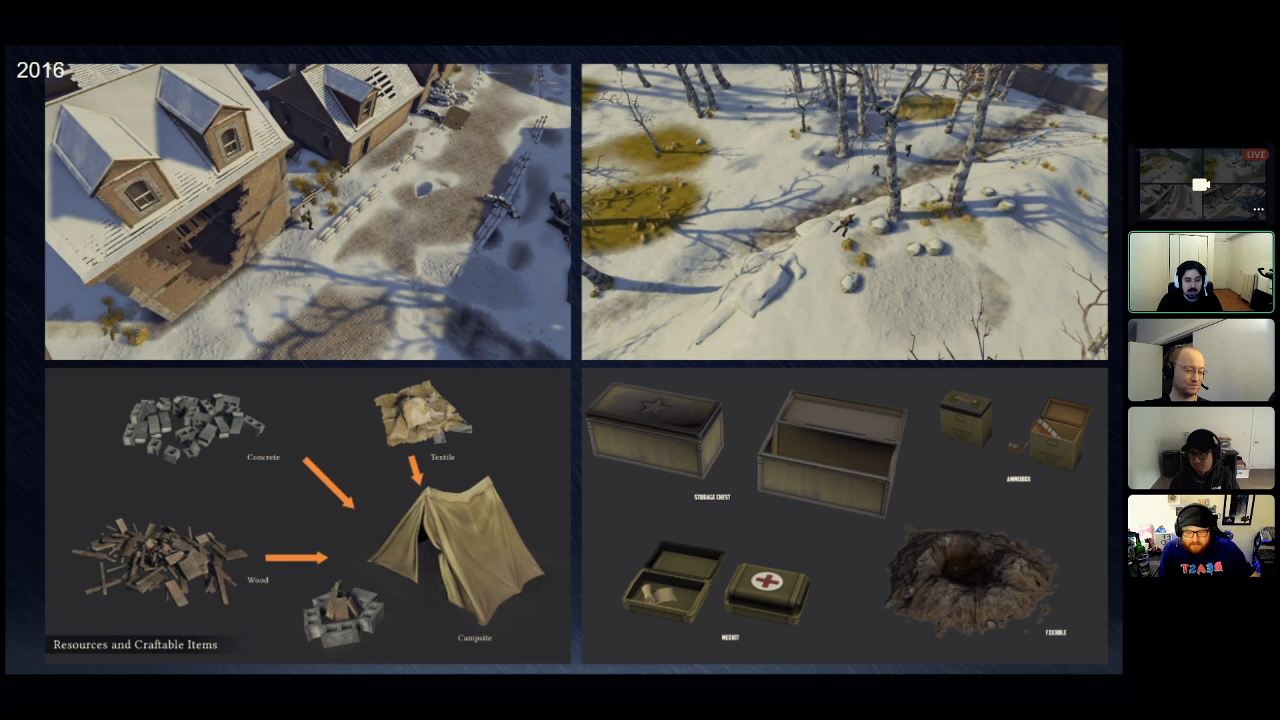 2016
LIVE
Concrete
Textile
Wood
Campsite
Resources and Craftable Items
STORAGE CHEST
AMMOBOX
MEDKIT
FOXHOLE